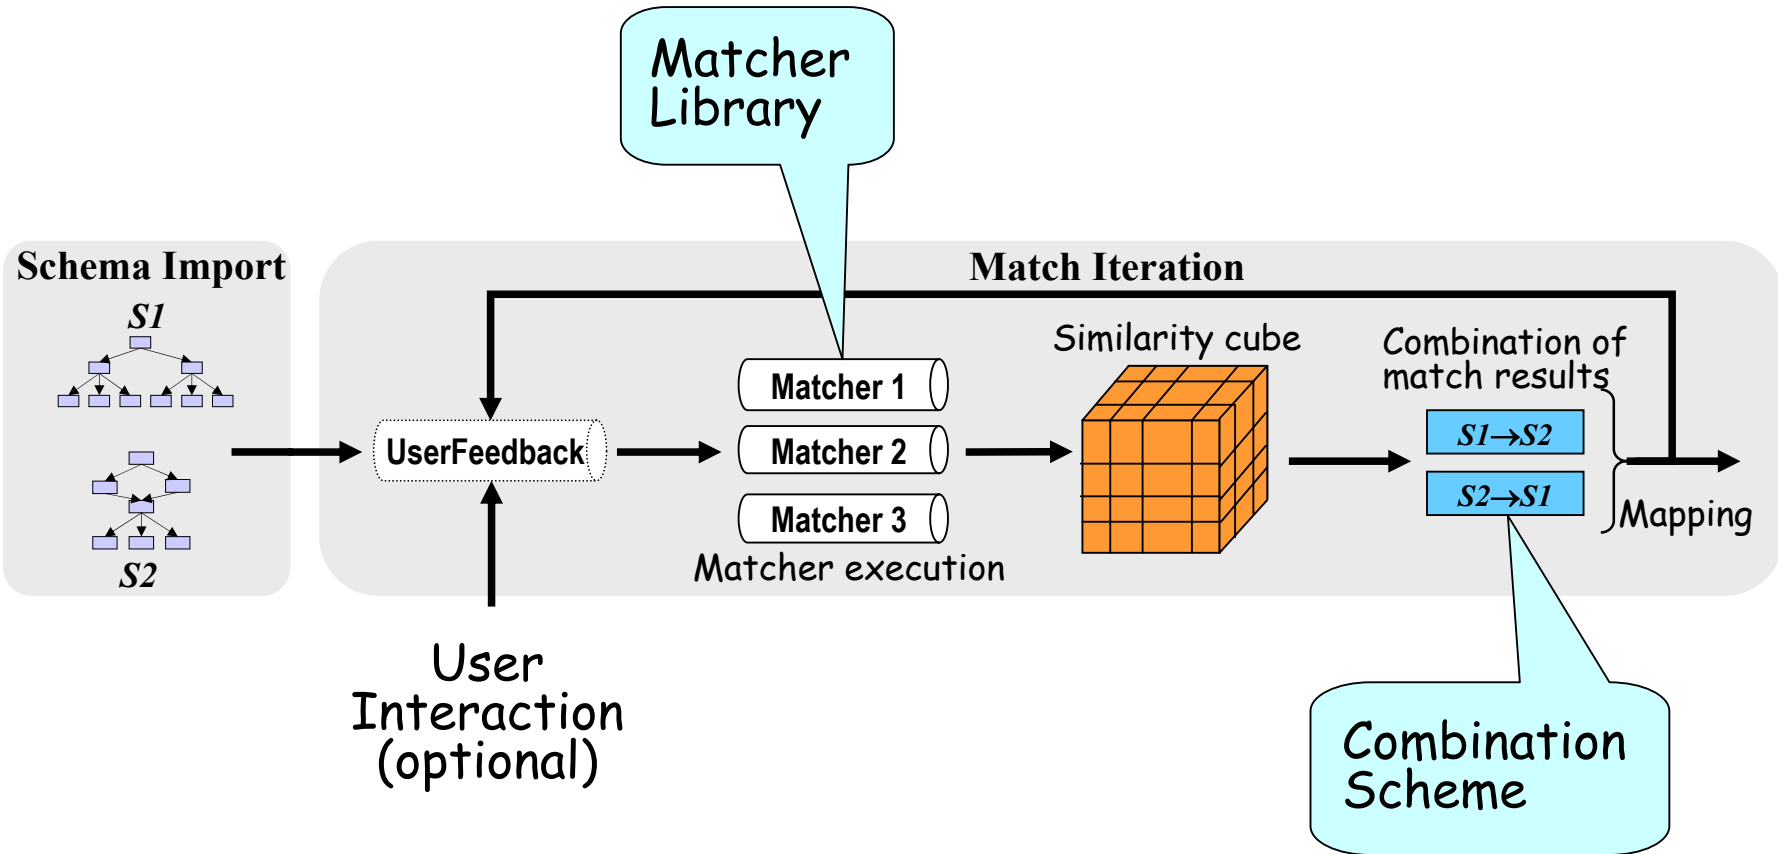 Matcher
Library
Schema Import
S1
S2
Match Iteration
UserFeedback
Matcher 1
Matcher 2
Matcher 3
Matcher execution
Similarity cube
Combination of
match results
S1→S2
S2→S1
Mapping
User
Interaction
(optional)
Combination
Scheme